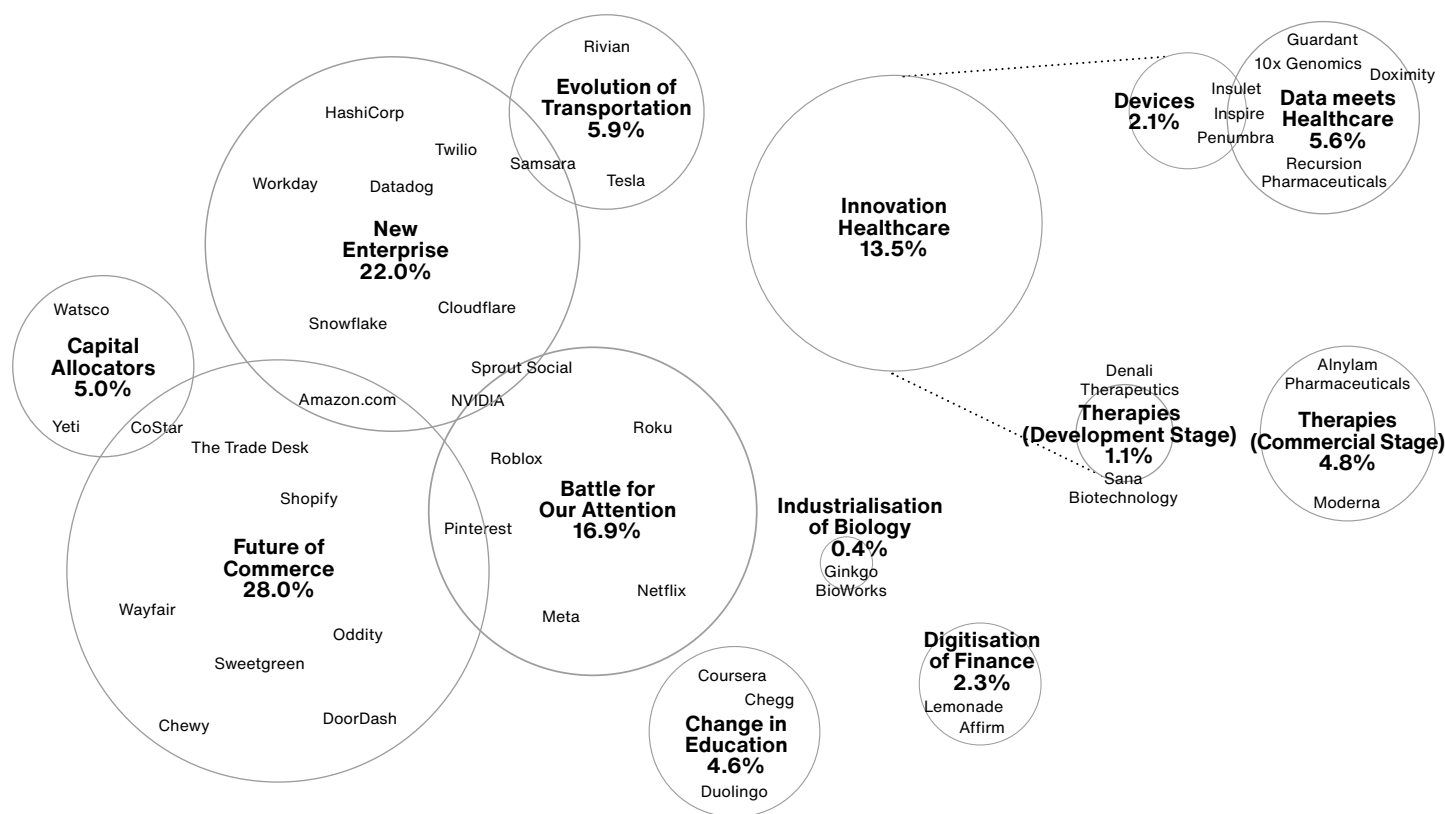 Rivian
Evolution of
Transportation
5.9%
Samsara
Tesla
HashiCorp
Twilio
Workday
Datadog
New
Enterprise
22.0%
Cloudflare
Snowflake
Sprout Social
Amazon.com
NVIDIA
Watsco
Capital
Allocators
5.0%
Yeti
CoStar
The Trade Desk
Shopify
Future of
Commerce
28.0%
Wayfair
Oddity
Sweetgreen
Chewy
DoorDash
Roku
Roblox
Battle for
Our Attention
16.9%
Pinterest
Netflix
Meta
Innovation
Healthcare
13.5%
Devices
2.1%
Insulet
Inspire
Penumbra
Guardant
10x Genomics
Doximity
Data meets
Healthcare
5.6%
Recursion
Pharmaceuticals
Denali
Therapeutics
Therapies
(Development Stage)
1.1%
Sana
Biotechnology
Alnylam
Pharmaceuticals
Therapies
(Commercial Stage)
4.8%
Moderna
Industrialisation
of Biology
0.4%
Ginkgo
BioWorks
Digitisation
of Finance
2.3%
Lemonade
Affirm
Coursera
Chegg
Change in
Education
4.6%
Duolingo